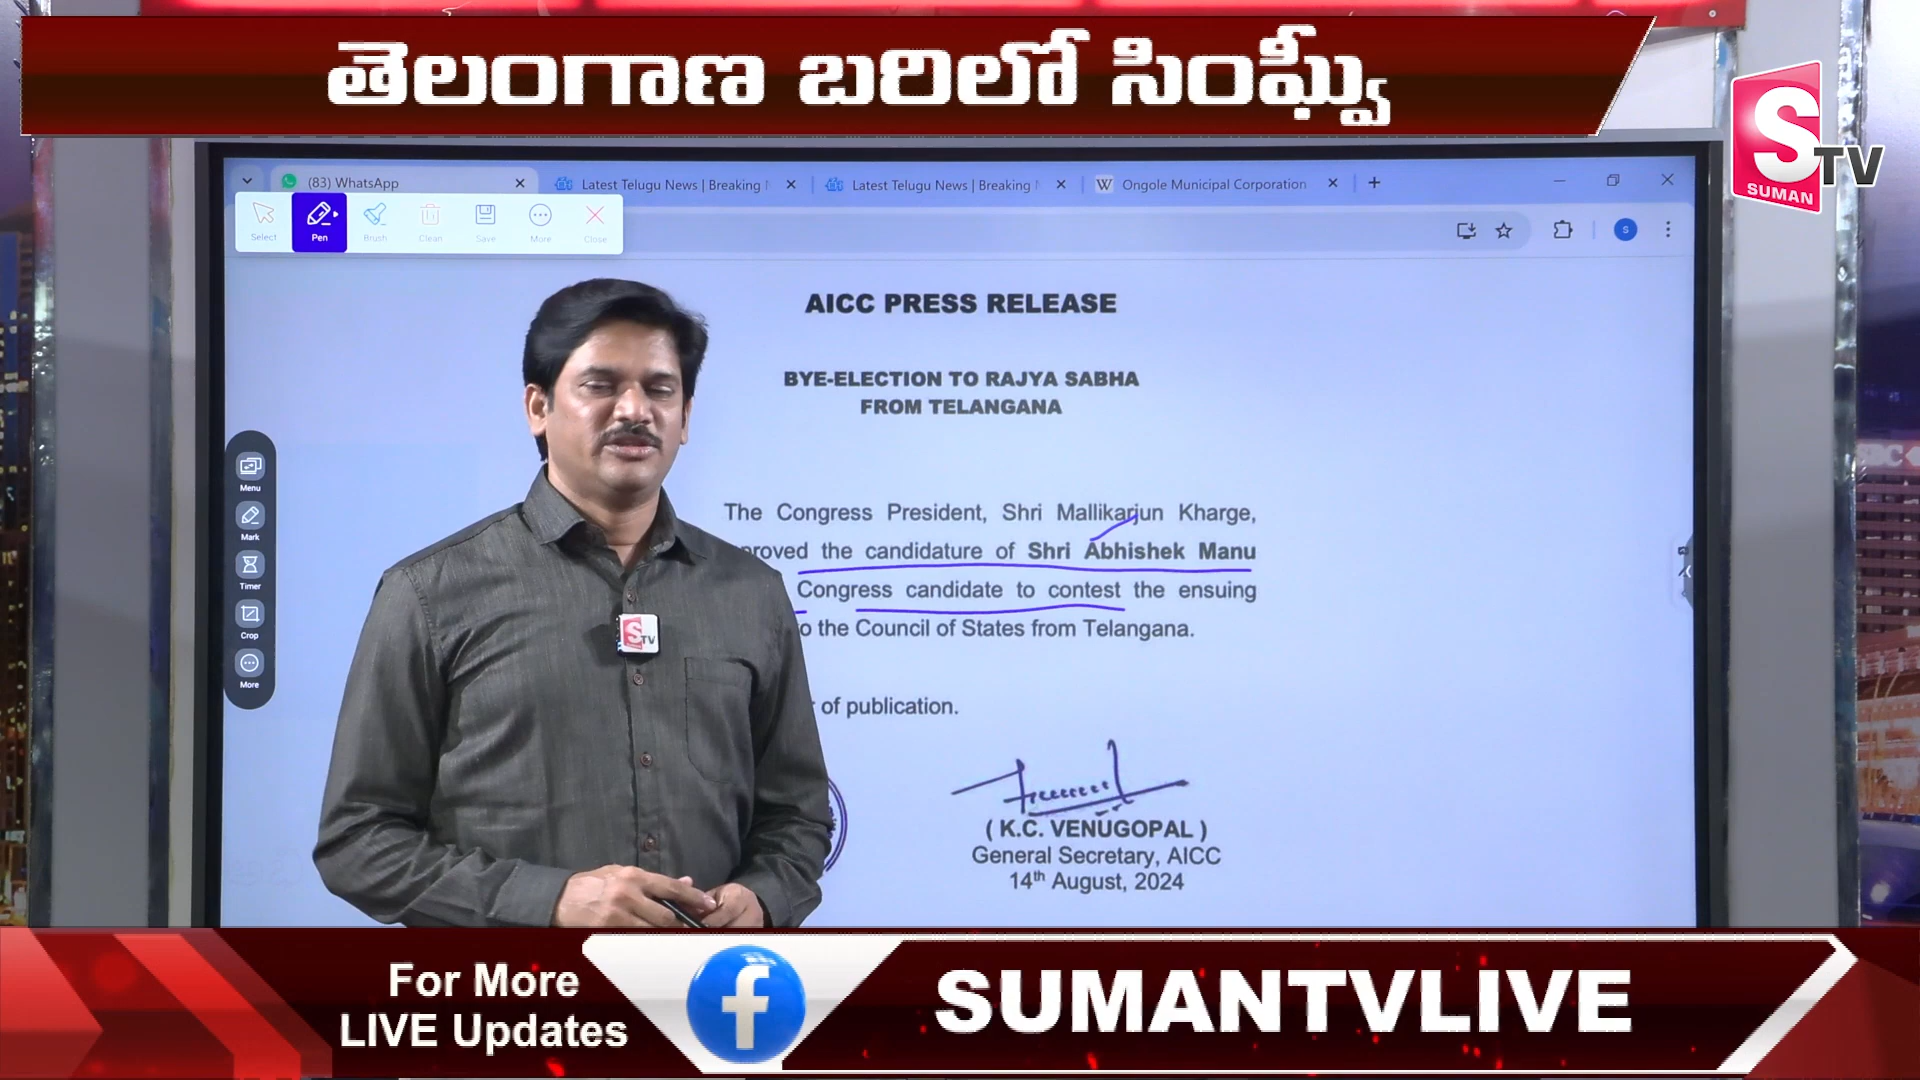 తెలంగాణ బరిలో సింఘ్వీ
S TV
SUMAN
(83) WhatsApp
Latest Telugu News | Breaking
Latest Telugu News | Breaking
W Ongole Municipal Corporation
Select
Pen
Brush
Clean
Save
More
Close
S
AICC PRESS RELEASE
BYE-ELECTION TO RAJYA SABHA
FROM TELANGANA
Menu
Mark
Timer
Crop
More
The Congress President, Shri Mallikarjun Kharge,
proved the candidature of Shri Abhishek Manu
Congress candidate to contest the ensuing
o the Council of States from Telangana.
of publication.
STV
( K.C. VENUGOPAL )
General Secretary, AICC
14th August, 2024
For More
LIVE Updates
f
SUMANTVLIVE